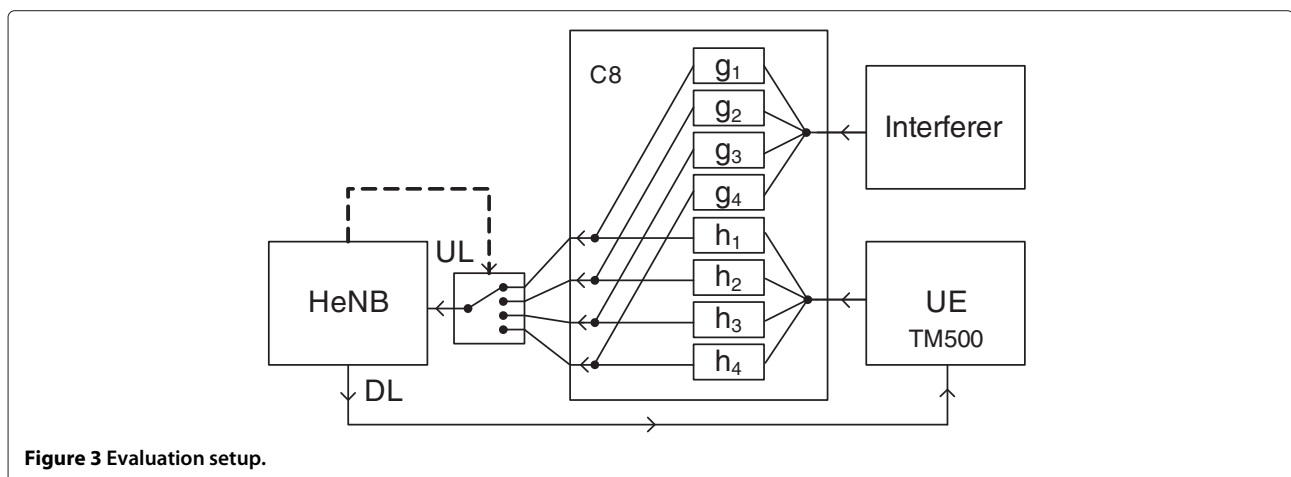 C8
g1
g2
g3
g4
h1
h2
h3
h4
Interferer
UL
HeNB
UE
TM500
DL
Figure 3 Evaluation setup.